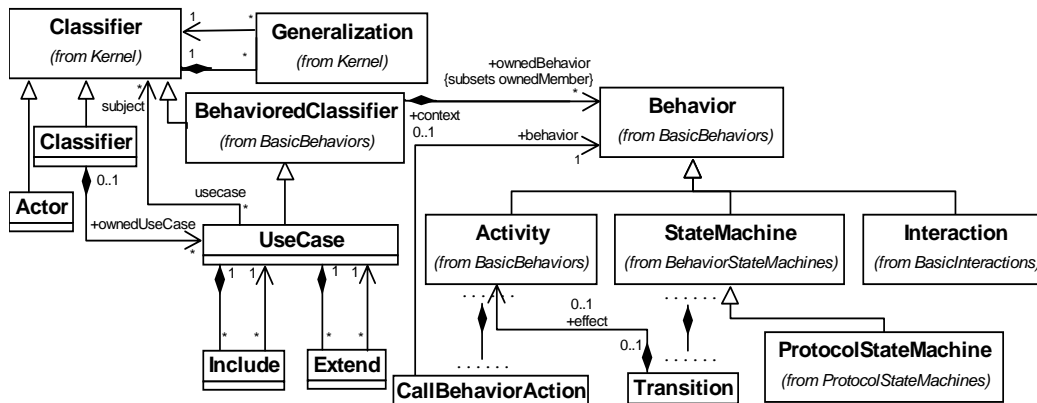 Classifier
(from Kernel)
1
*
1
*
Generalization
(from Kernel)
*
subject
BehavioredClassifier
(from BasicBehaviors)
+ownedBehavior
{subsets ownedMember}
*
+context
0..1
+behavior
1
Behavior
(from BasicBehaviors)
Classifier
0..1
Actor
+ownedUseCase
*
usecase
*
UseCase
1
1
1
1
*
*
*
*
Include
Extend
Activity
(from BasicBehaviors)
StateMachine
(from BehaviorStateMachines)
Interaction
(from BasicInteractions)
0..1
+effect
0..1
CallBehaviorAction
Transition
ProtocolStateMachine
(from ProtocolStateMachines)